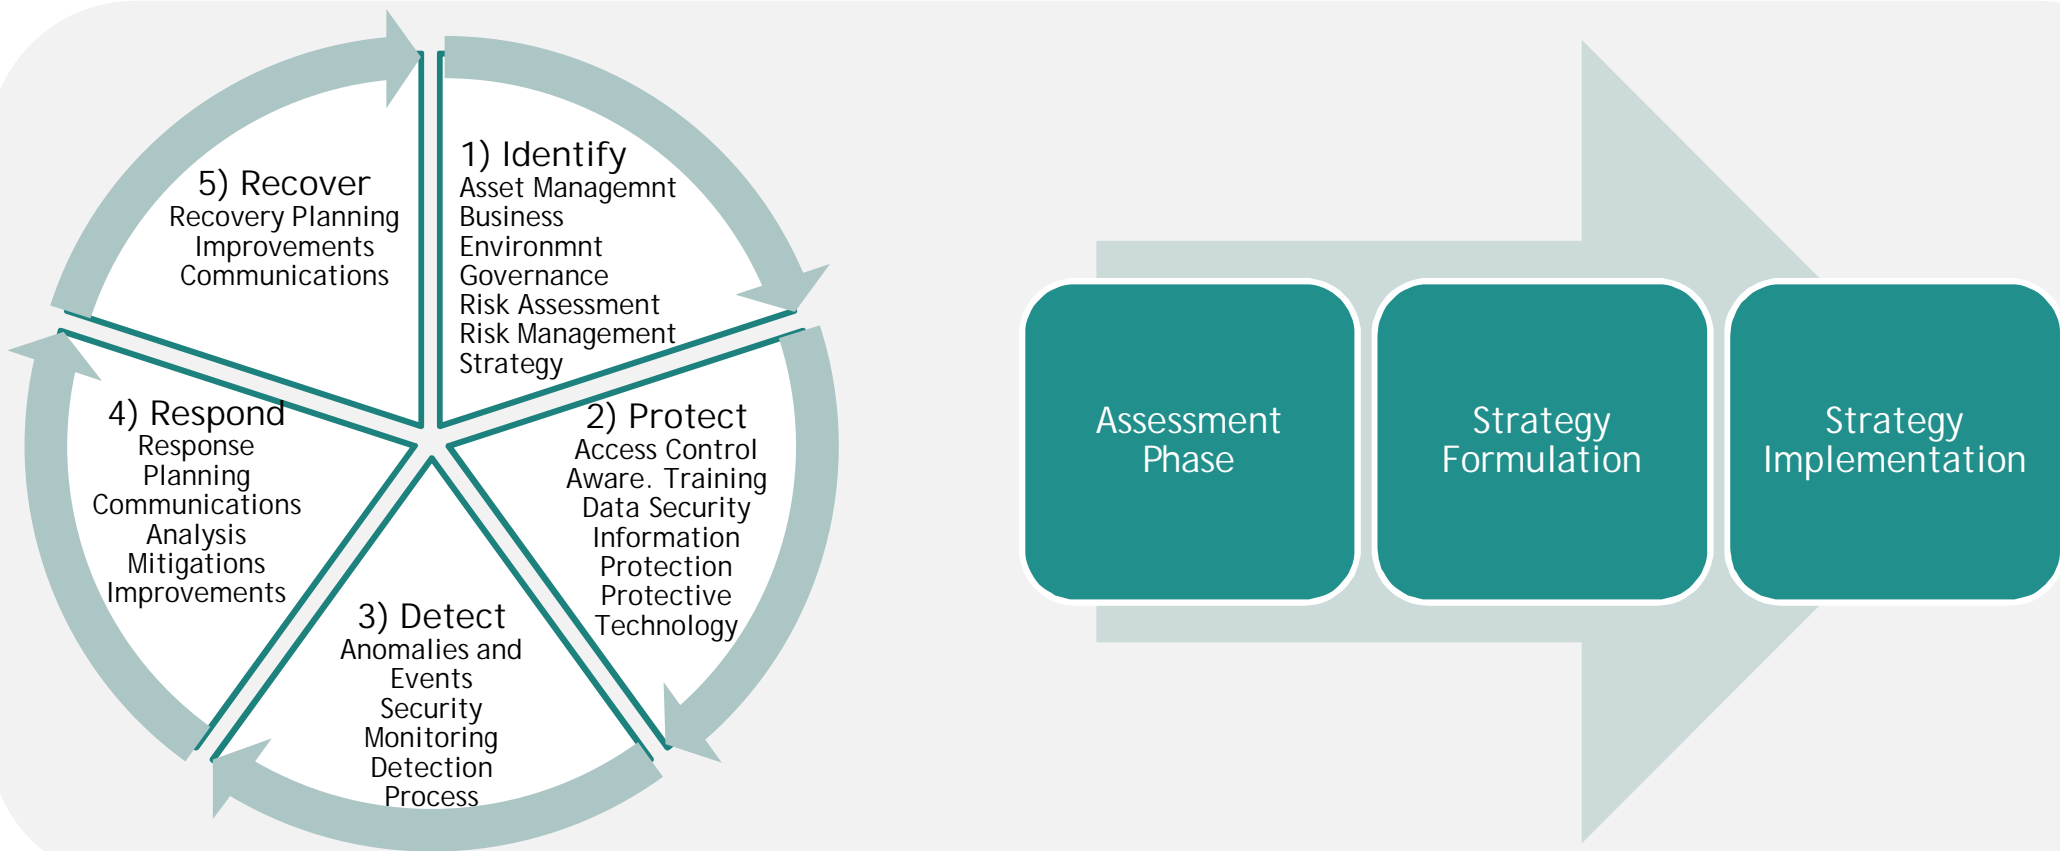 1) Identify
Asset Managemnt
Business
Environmnt
Governance
Risk Assessment
Risk Management
Strategy
2) Protect
Access Control
Aware. Training
Data Security
Information
Protection
Protective
Technology
3) Detect
Anomalies and
Events
Security
Monitoring
Detection
Process
4) Respond
Response
Planning
Communications
Analysis
Mitigations
Improvements
5) Recover
Recovery Planning
Improvements
Communications
Assessment
Phase
Strategy
Formulation
Strategy
Implementation